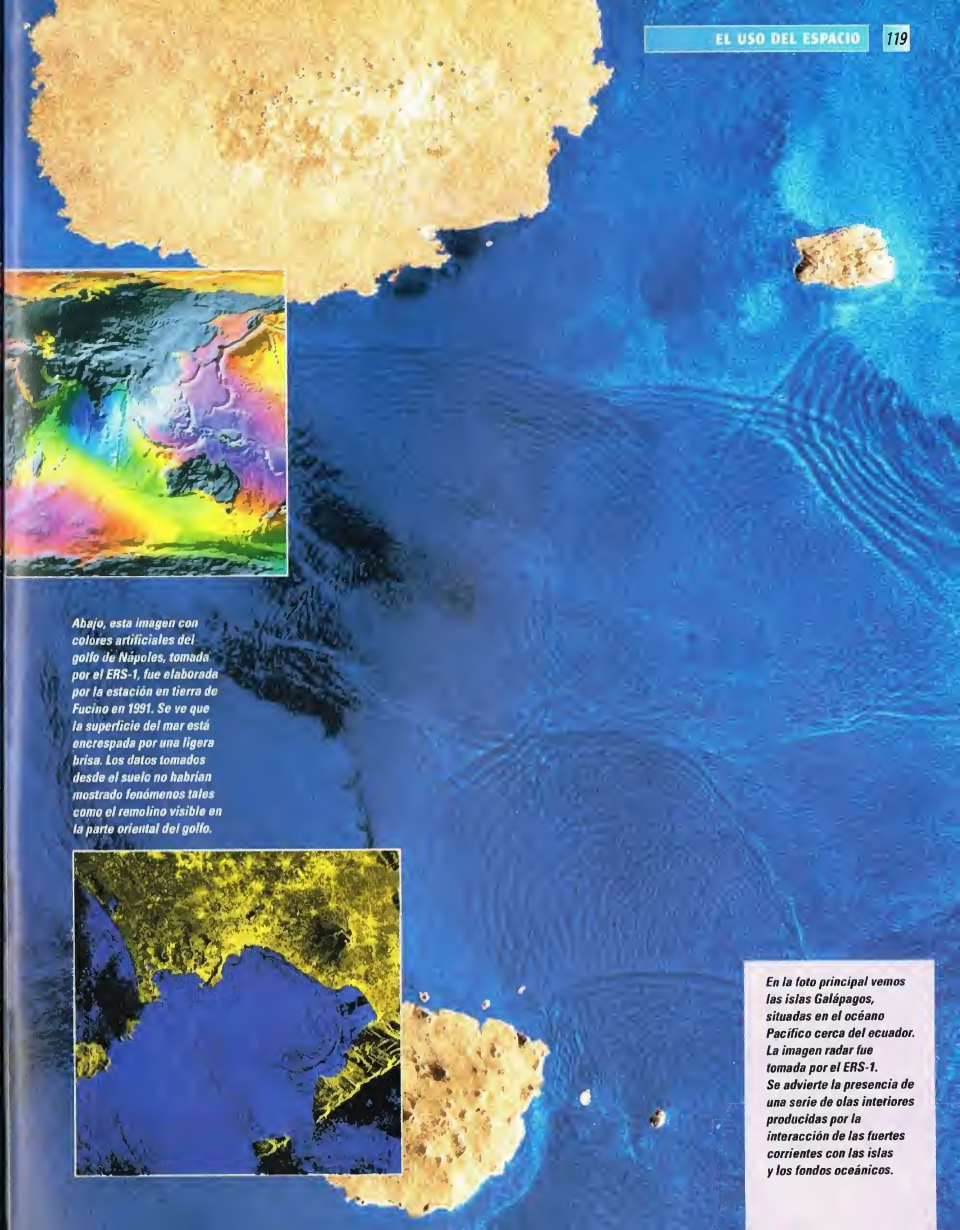 EL USO DEL ESPACIO 119
Abajo, esta imagen con
colores artificiales del
golfo de Nápoles, tomada
por el ERS-1, fue elaborada
por la estación en tierra de
Fucino en 1991. Se ve que
la superficie del mar está
encrespada por una ligera
brisa. Los datos tomados
desde el suelo no habrían
mostrado fenómenos tales
como el remolino visible en
la parte oriental del golfo.
En la foto principal vemos
las islas Galápagos,
situadas en el océano
Pacífico cerca del ecuador.
La imagen radar fue
tomada por el ERS-1.
Se advierte la presencia de
una serie de olas interiores
producidas por la
interacción de las fuertes
corrientes con las islas
y los fondos oceánicos.